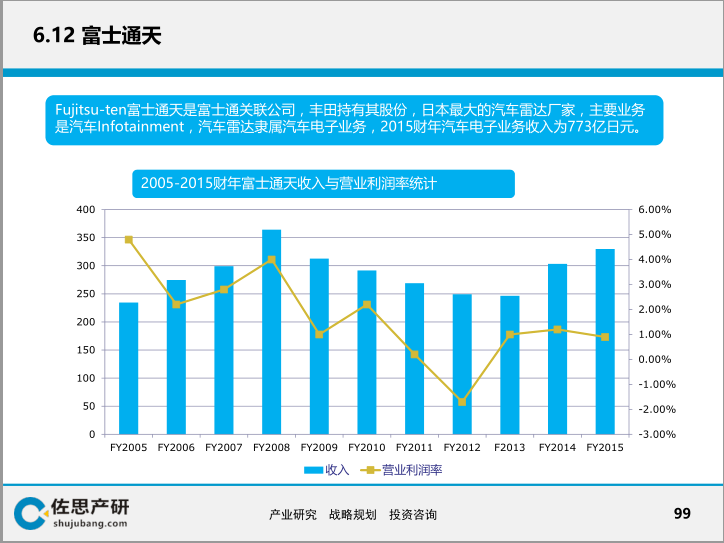 6.12 富士通天
Fujitsu-ten富士通天是富士通关联公司，丰田持有其股份，日本最大的汽车雷达厂家，主要业务
是汽车Infotainment，汽车雷达隶属汽车电子业务，2015财年汽车电子业务收入为773亿日元。
2005-2015财年富士通天收入与营业利润率统计
400 6.00%
350 5.00%
300 4.00%
250 3.00%
200 2.00%
150 1.00%
100 0.00%
50 -1.00%
0 -2.00%
-3.00%
FY2005 FY2006 FY2007 FY2008 FY2009 FY2010 FY2011 FY2012 F2013 FY2014 FY2015
收入 营业利润率
佐思产研
shujubang.com
产业研究 战略规划 投资咨询
99